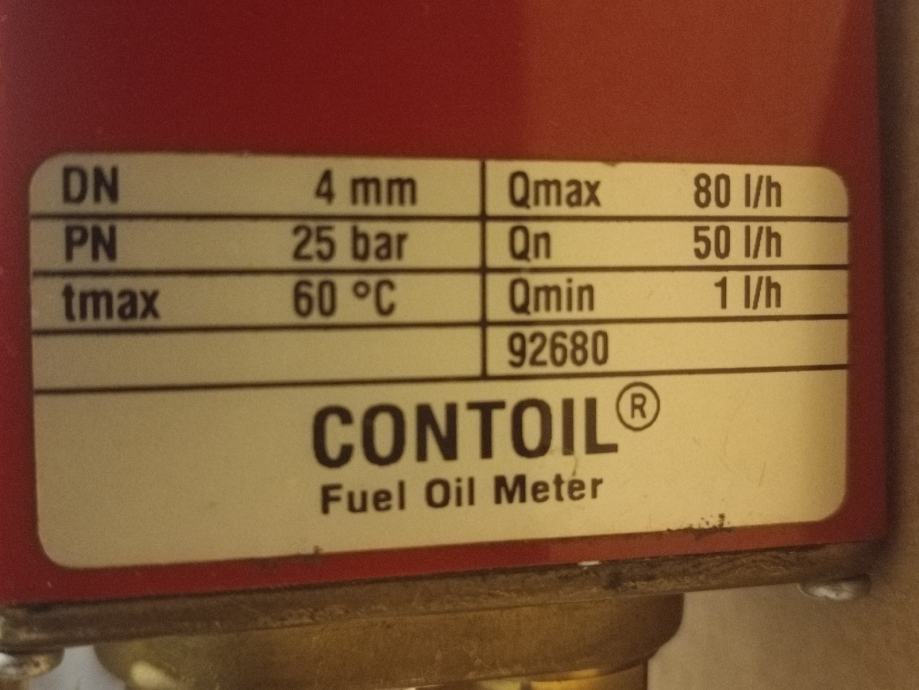 DN 4 mm Qmax 80 l/h
PN 25 bar Qn 50 l/h
tmax 60 °C Qmin 1 l/h
92680
CONTOIL®
Fuel Oil Meter